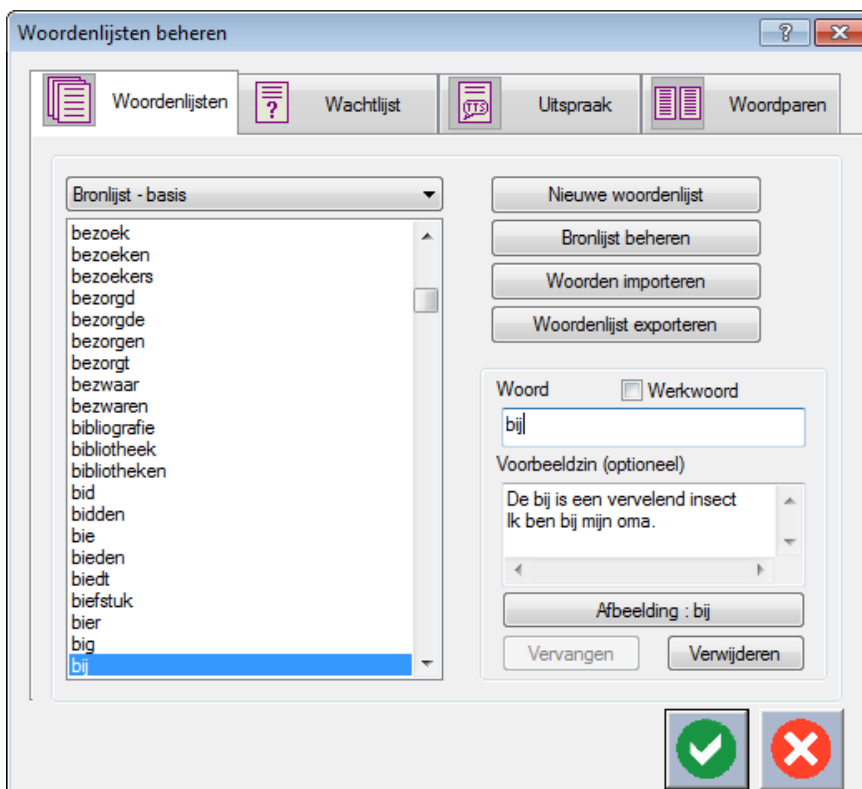 Woordenlijsten beheren
Woordenlijsten
?
Wachtlijst
TTS
Uitspraak
Woordparen
Bronlijst - basis
bezoek
bezoeken
bezoekers
bezorgd
bezorgde
bezorgen
bezorgt
bezwaar
bezwaren
bibliografie
bibliotheek
bibliotheken
bid
bidden
bie
bieden
biedt
biefstuk
bier
big
bij
Nieuwe woordenlijst
Bronlijst beheren
Woorden importeren
Woordenlijst exporteren
Woord
Werkwoord
bij
Voorbeeldzin (optioneel)
De bij is een vervelend insect
Ik ben bij mijn oma.
Afbeelding : bij
Vervangen
Verwijderen